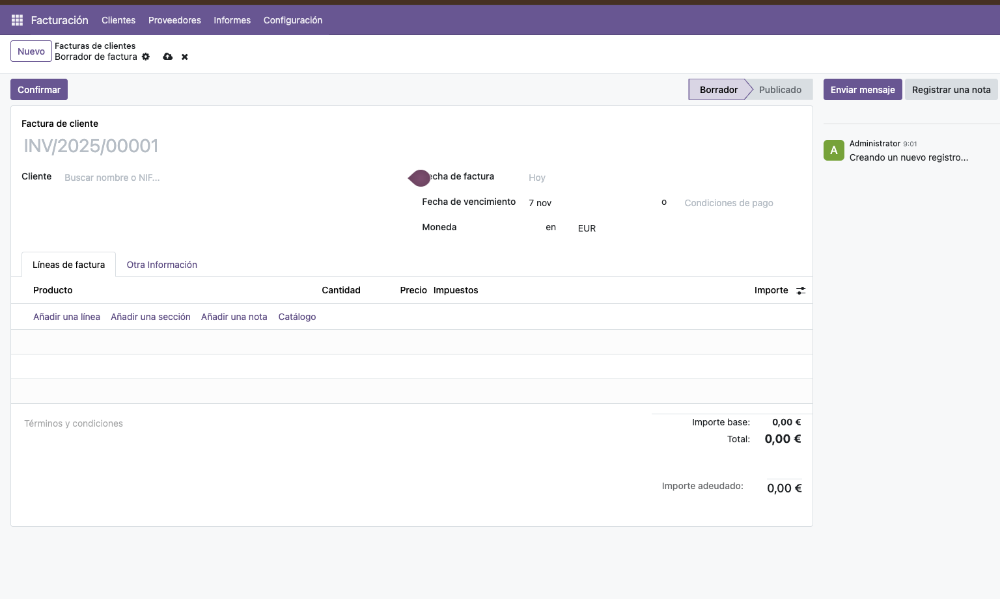 Facturación Clientes Proveedores Informes Configuración
Nuevo
Facturas de clientes
Borrador de factura
Confirmar
Borrador Publicado
Enviar mensaje Registrar una nota
Factura de cliente
INV/2025/00001
Cliente Buscar nombre o NIF...
echa de factura Hoy
Fecha de vencimiento 7 nov o Condiciones de pago
Moneda en EUR
Líneas de factura Otra Información
Producto Cantidad Precio Impuestos Importe
Añadir una línea Añadir una sección Añadir una nota Catálogo
Términos y condiciones
Importe base: 0,00 €
Total: 0,00 €
Importe adeudado: 0,00 €
A
Administrator 9:01
Creando un nuevo registro...